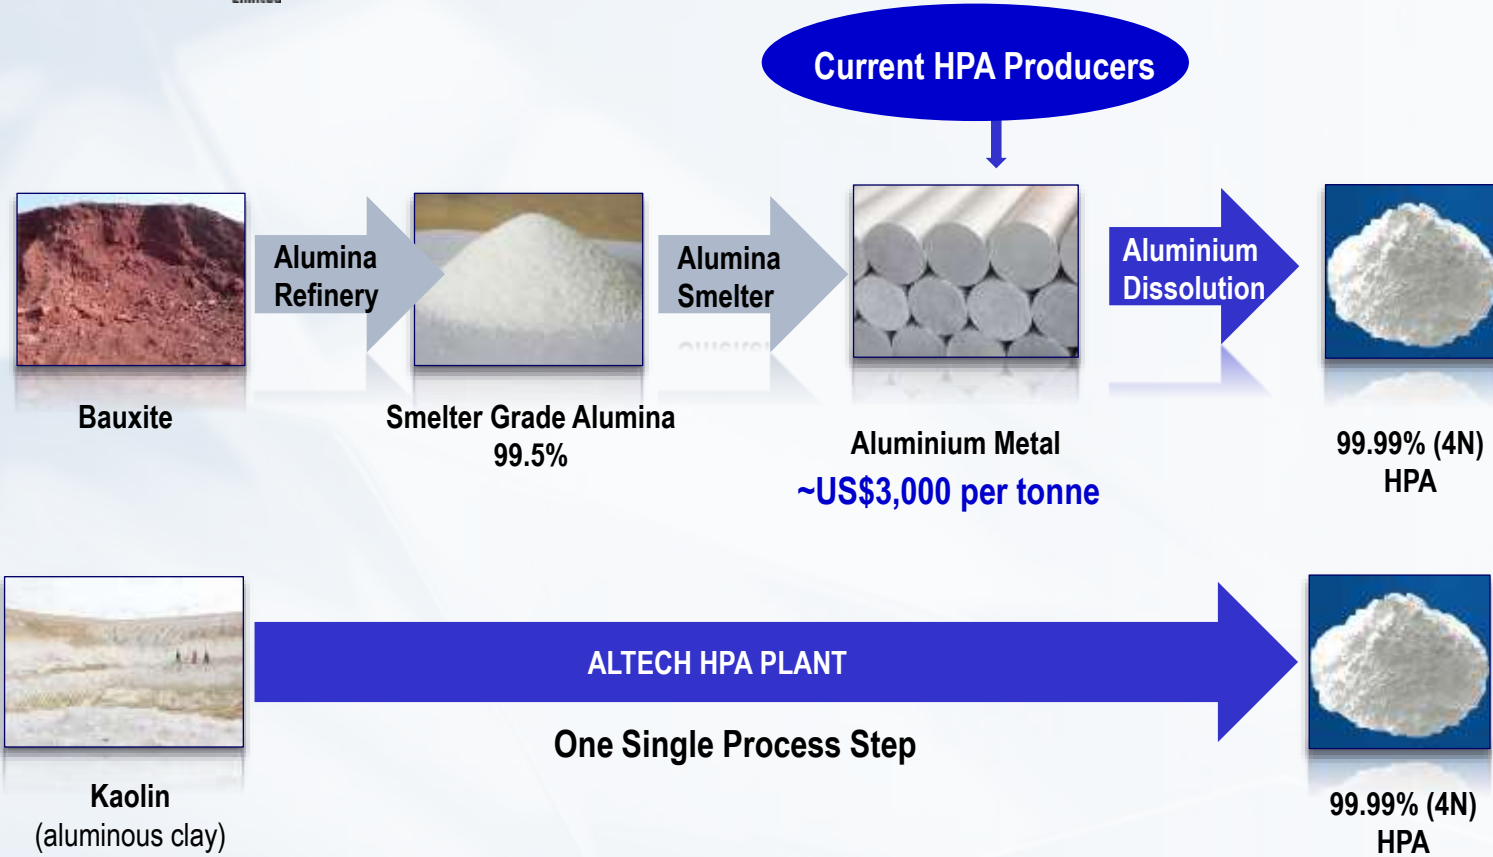 Limited
Current HPA Producers
Alumina
Refinery
Alumina
Smelter
Aluminium
Dissolution
Bauxite
Smelter Grade Alumina
99.5%
Aluminium Metal
~US$3,000 per tonne
99.99% (4N)
HPA
ALTECH HPA PLANT
One Single Process Step
Kaolin
(aluminous clay)
99.99% (4N)
HPA